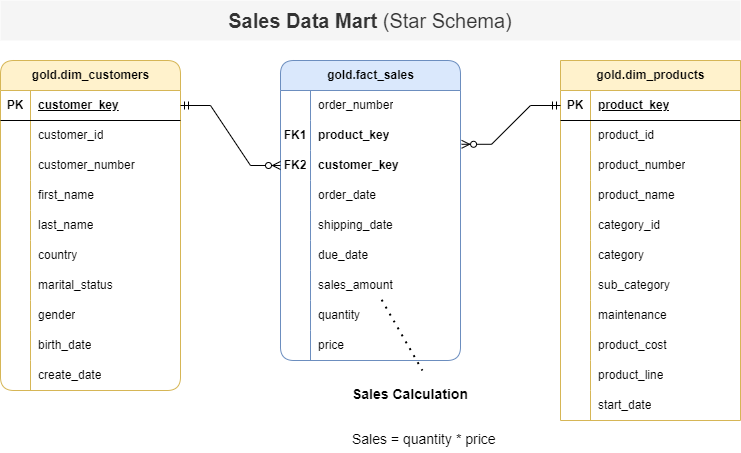 Sales Data Mart (Star Schema)
gold.dim_customers
PK customer_key
customer_id
customer_number
first_name
last_name
country
marital_status
gender
birth_date
create_date
gold.fact_sales
order_number
FK1 product_key
FK2 customer_key
order_date
shipping_date
due_date
sales_amount
quantity
price
Sales Calculation
Sales = quantity * price
gold.dim_products
PK product_key
product_id
product_number
product_name
category_id
category
sub_category
maintenance
product_cost
product_line
start_date